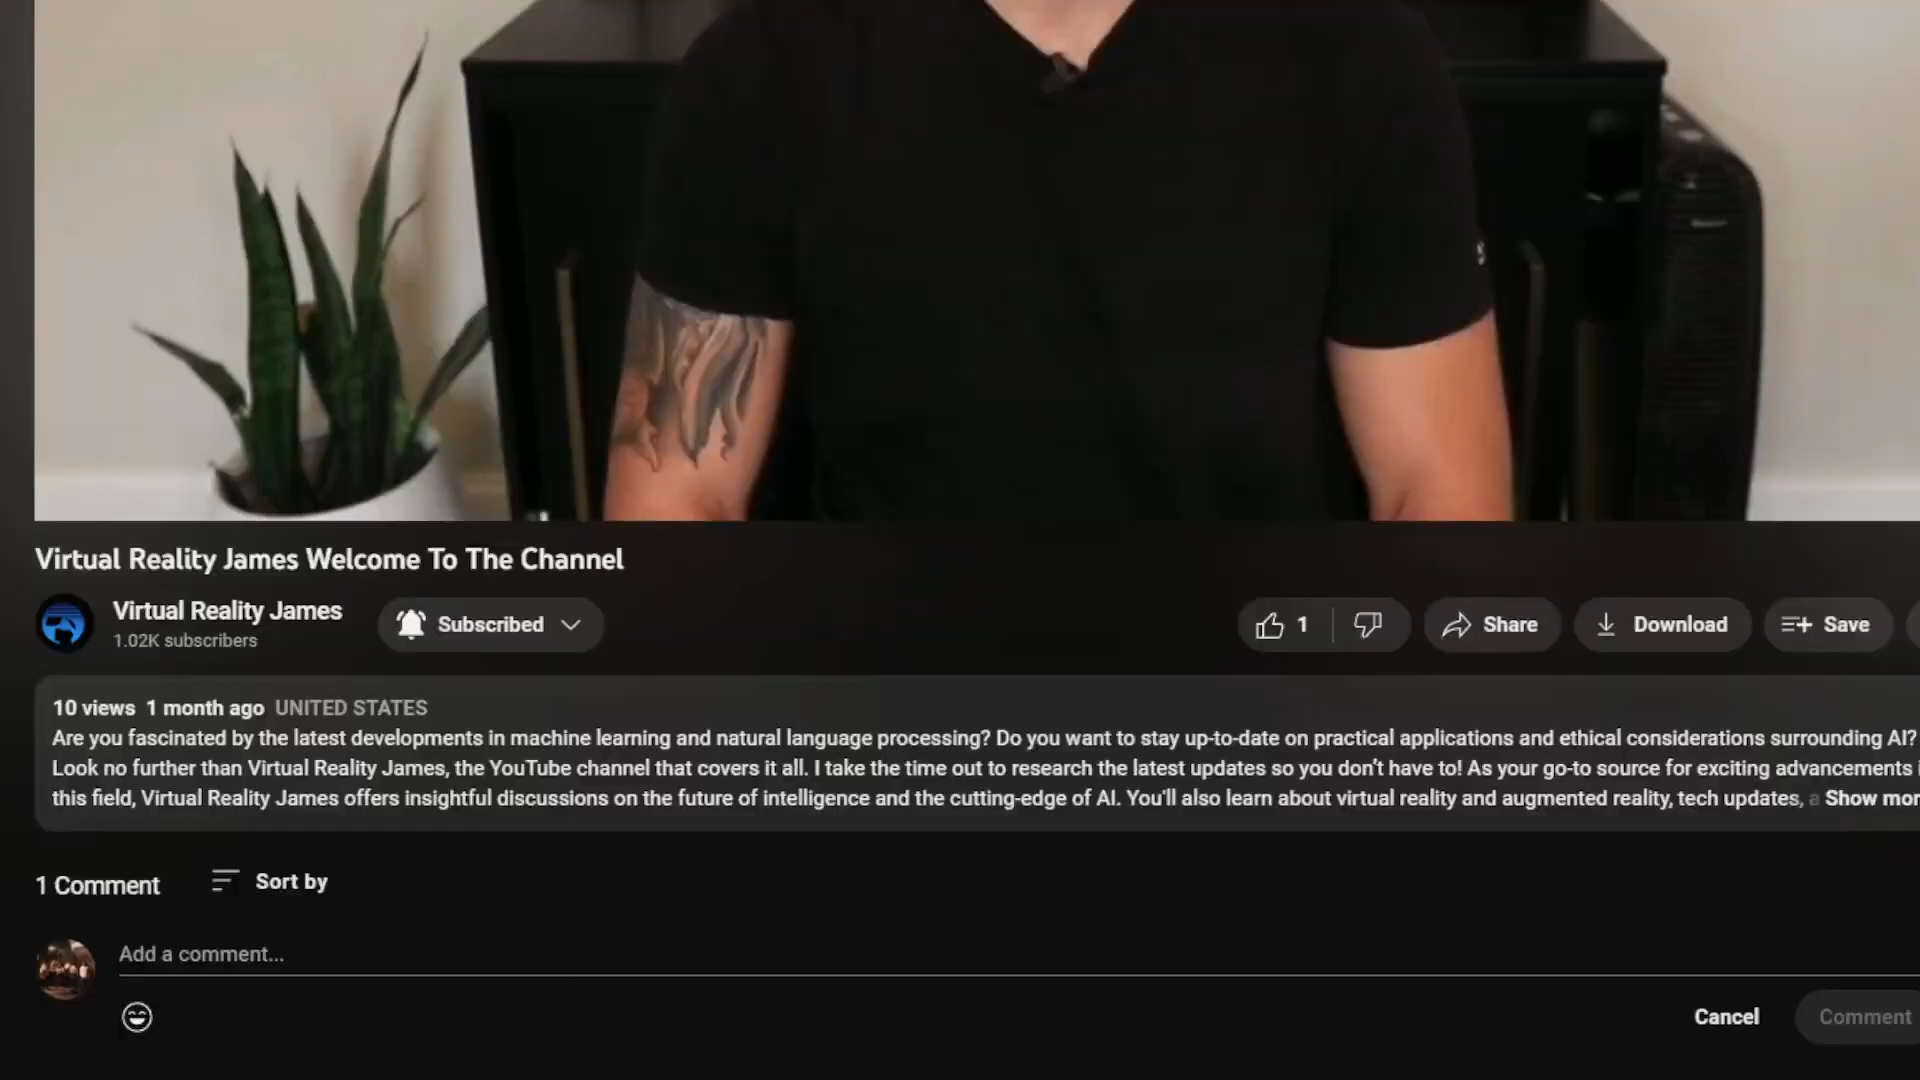 Virtual Reality James Welcome To The Channel
Virtual Reality James
1.02K subscribers
Subscribed
1
Share
Download
Save
10 views 1 month ago UNITED STATES
Are you fascinated by the latest developments in machine learning and natural language processing? Do you want to stay up-to-date on practical applications and ethical considerations surrounding AI?
Look no further than Virtual Reality James, the YouTube channel that covers it all. I take the time out to research the latest updates so you don't have to! As your go-to source for exciting advancements i
this field, Virtual Reality James offers insightful discussions on the future of intelligence and the cutting-edge of AI. You'll also learn about virtual reality and augmented reality, tech updates, a Show mor
1 Comment
Sort by
Add a comment...
Cancel
Comment